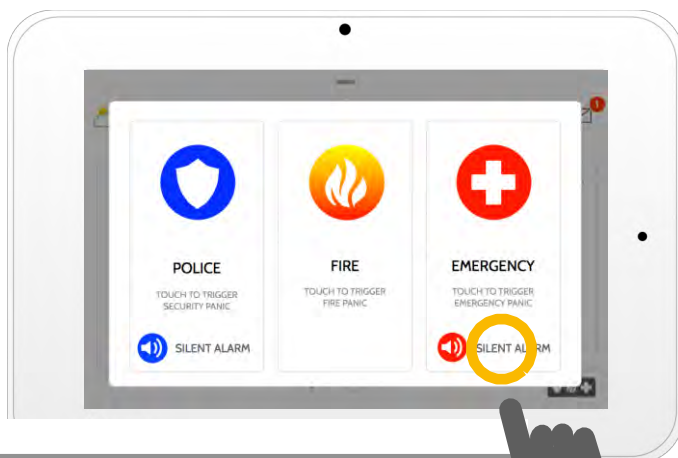 1
POLICE
TOUCH TO TRIGGER
SECURITY PANIC
SILENT ALARM
FIRE
TOUCH TO TRIGGER
FIRE PANIC
EMERGENCY
TOUCH TO TRIGGER
EMERGENCY PANIC
SILENT ALARM